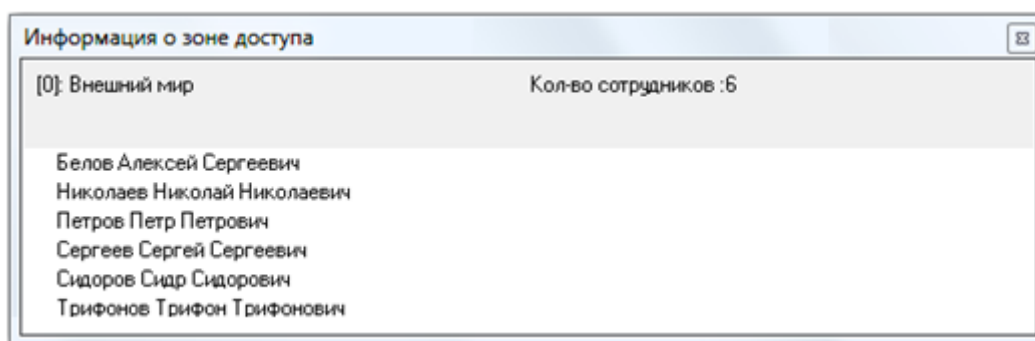 Информация о зоне доступа
[0]: Внешний мир Кол-во сотрудников :6
Белов Алексей Сергеевич
Николаев Николай Николаевич
Петров Петр Петрович
Сергеев Сергей Сергеевич
Сидоров Сидр Сидорович
Трифонов Трифон Трифонович